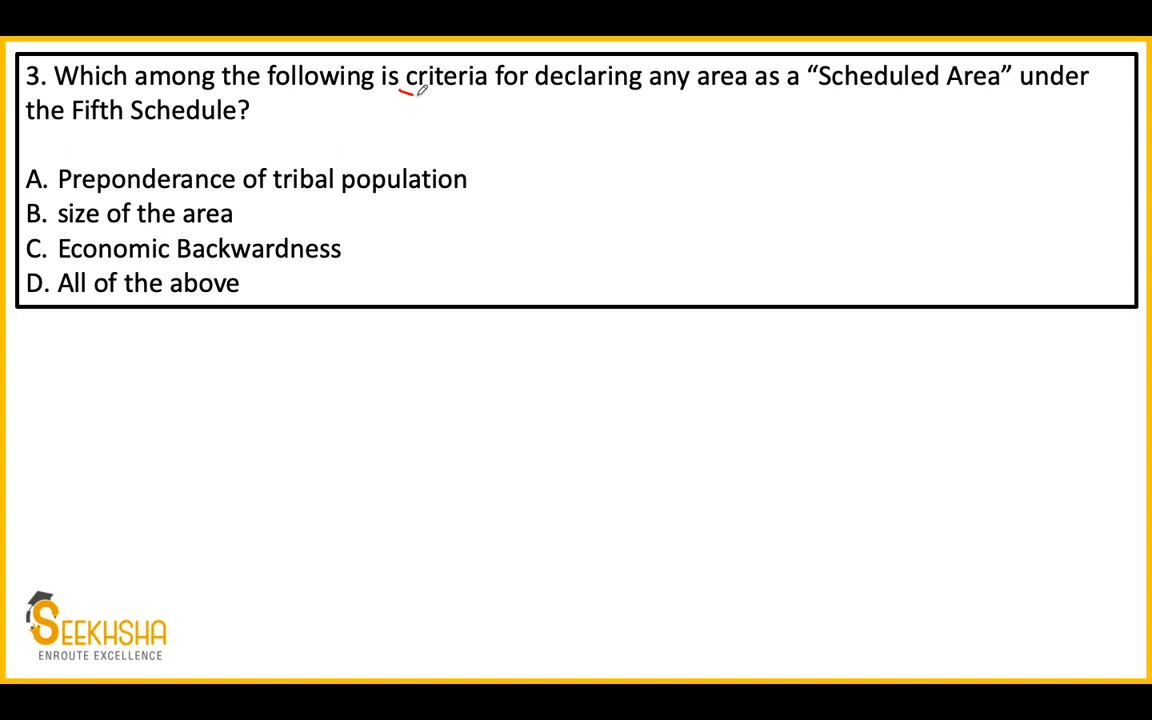 3. Which among the following is criteria for declaring any area as a “Scheduled Area” under
the Fifth Schedule?
A. Preponderance of tribal population
B. size of the area
C. Economic Backwardness
D. All of the above
SEEKHSHA
ENROUTE EXCELLENCE